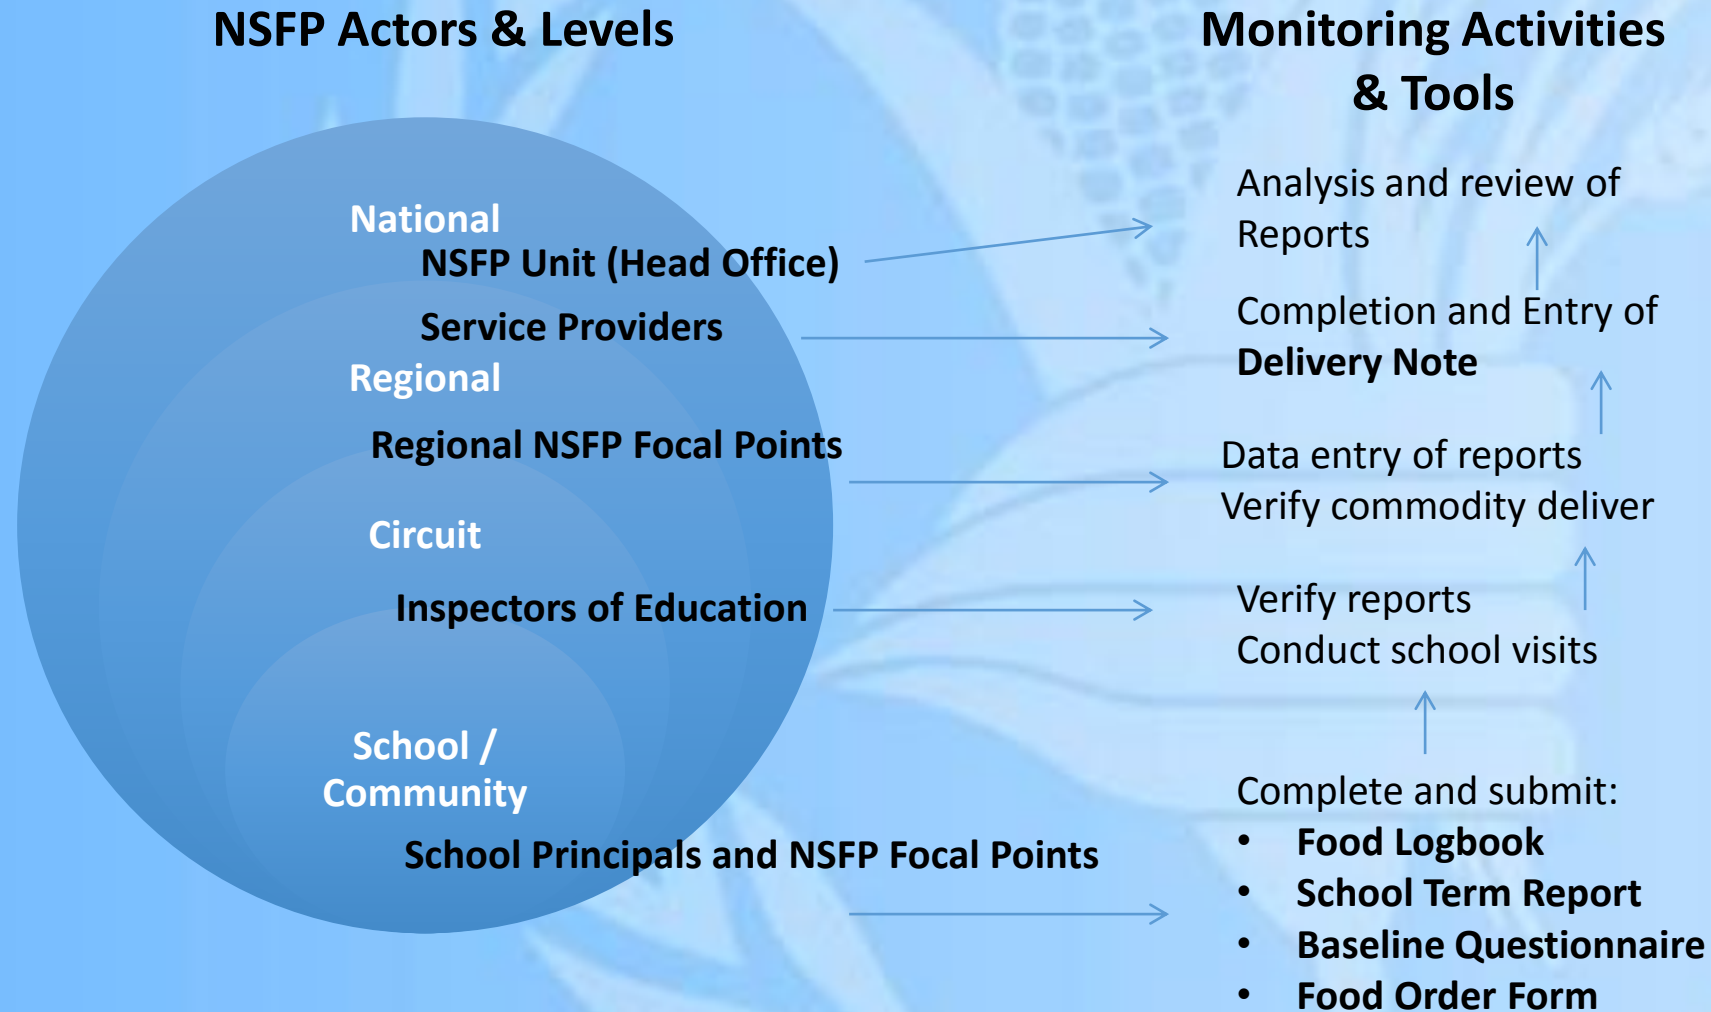 NSFP Actors & Levels
National
NSFP Unit (Head Office)
Service Providers
Regional
Regional NSFP Focal Points
Circuit
Inspectors of Education
School /
Community
School Principals and NSFP Focal Points
Monitoring Activities
& Tools
Analysis and review of
Reports
Completion and Entry of
Delivery Note
Data entry of reports
Verify commodity deliver
Verify reports
Conduct school visits
Complete and submit:
• Food Logbook
• School Term Report
• Baseline Questionnaire
• Food Order Form